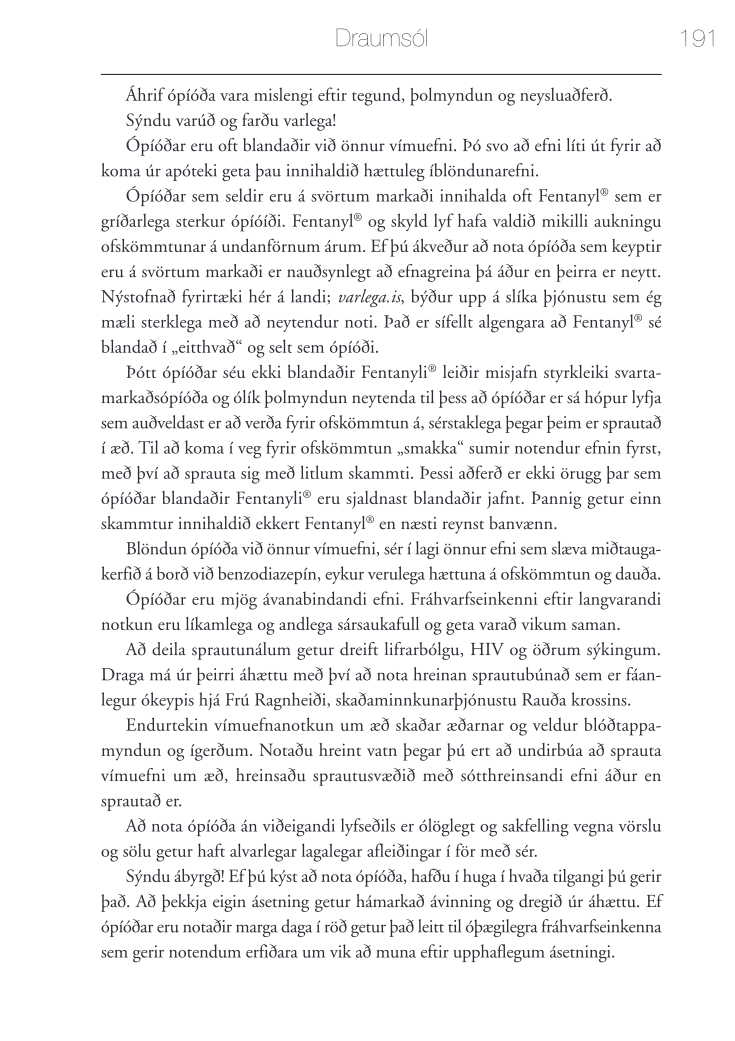 Draumsól 191
Áhrif ópíóða vara mislengi eftir tegund, þolmyndun og neysluaðferð.
Sýndu varúð og farðu varlega!
Ópíóðar eru oft blandaðir við önnur vímuefni. Þó svo að efni líti út fyrir að
koma úr apóteki geta þau innihaldið hættuleg íblöndunarefni.
Ópíóðar sem seldir eru á svörtum markaði innihalda oft Fentanyl® sem er
gríðarlega sterkur ópíóíði. Fentanyl® og skyld lyf hafa valdið mikilli aukningu
ofskömmtunar á undanförnum árum. Ef þú ákveður að nota ópíóða sem keyptir
eru á svörtum markaði er nauðsynlegt að efnagreina þá áður en þeirra er neytt.
Nýstofnað fyrirtæki hér á landi; varlega.is, býður upp á slíka þjónustu sem ég
mæli sterklega með að neytendur noti. Það er sífellt algengara að Fentanyl® sé
blandað í „eitthvað“ og selt sem ópíóði.
Þótt ópíóðar séu ekki blandaðir Fentanyli® leiðir misjafn styrkleiki svarta-
markaðsópíóða og ólík þolmyndun neytenda til þess að ópíóðar er sá hópur lyfja
sem auðveldast er að verða fyrir ofskömmtun á, sérstaklega þegar þeim er sprautað
í æð. Til að koma í veg fyrir ofskömmtun „smakka“ sumir notendur efnin fyrst,
með því að sprauta sig með litlum skammti. Þessi aðferð er ekki örugg þar sem
ópíóðar blandaðir Fentanyli® eru sjaldnast blandaðir jafnt. Þannig getur einn
skammtur innihaldið ekkert Fentanyl® en næsti reynst banvænn.
Blöndun ópíóða við önnur vímuefni, sér í lagi önnur efni sem slæva miðtauga-
kerfið á borð við benzodiazepín, eykur verulega hættuna á ofskömmtun og dauða.
Ópíóðar eru mjög ávanabindandi efni. Fráhvarfseinkenni eftir langvarandi
notkun eru líkamlega og andlega sársaukafull og geta varað vikum saman.
Að deila sprautunálum getur dreift lifrarbólgu, HIV og öðrum sýkingum.
Draga má úr þeirri áhættu með því að nota hreinan sprautubúnað sem er fáan-
legur ókeypis hjá Frú Ragnheiði, skaðaminnkunarþjónustu Rauða krossins.
Endurtekin vímuefnanotkun um æð skaðar æðarnar og veldur blóðtappa-
myndun og ígerðum. Notaðu hreint vatn þegar þú ert að undirbúa að sprauta
vímuefni um æð, hreinsaðu sprautusvæðið með sótthreinsandi efni áður en
sprautað er.
Að nota ópíóða án viðeigandi lyfseðils er ólöglegt og sakfelling vegna vörslu
og sölu getur haft alvarlegar lagalegar afleiðingar í för með sér.
Sýndu ábyrgð! Ef þú kýst að nota ópíóða, hafðu í huga í hvaða tilgangi þú gerir
það. Að þekkja eigin ásetning getur hámarkað ávinning og dregið úr áhættu. Ef
ópíóðar eru notaðir marga daga í röð getur það leitt til óþægilegra fráhvarfseinkenna
sem gerir notendum erfiðara um vik að muna eftir upphaflegum ásetningi.